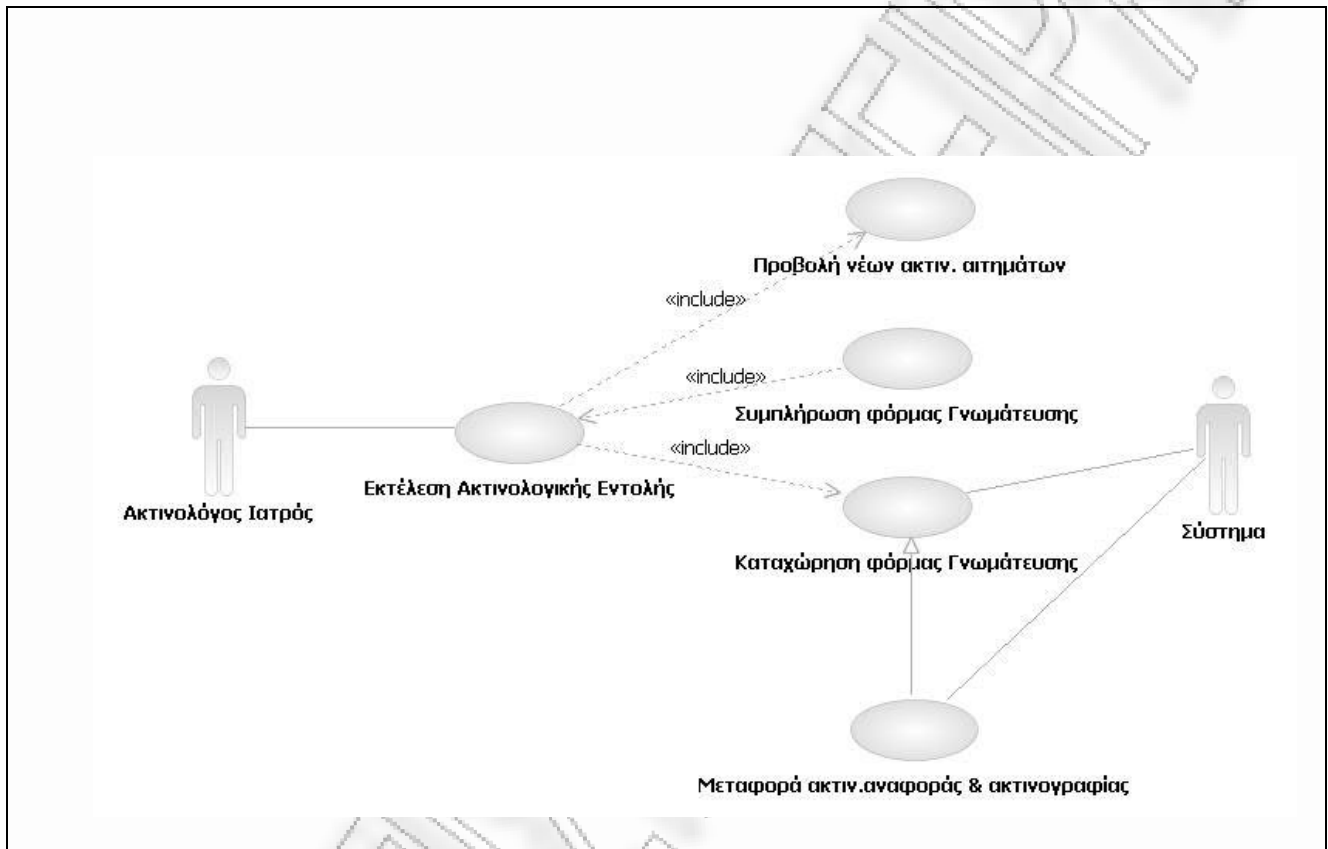 Προβολή νέων ακτιν. αιτημάτων
«include»
«include»
Συμπλήρωση φόρμας Γνωμάτευσης
«include»
Εκτέλεση Ακτινολογικής Εντολής
Ακτινολόγος Ιατρός
Σύστημα
Καταχώρηση φόρμας Γνωμάτευσης
Μεταφορά ακτιν.αναφοράς & ακτινογραφίας